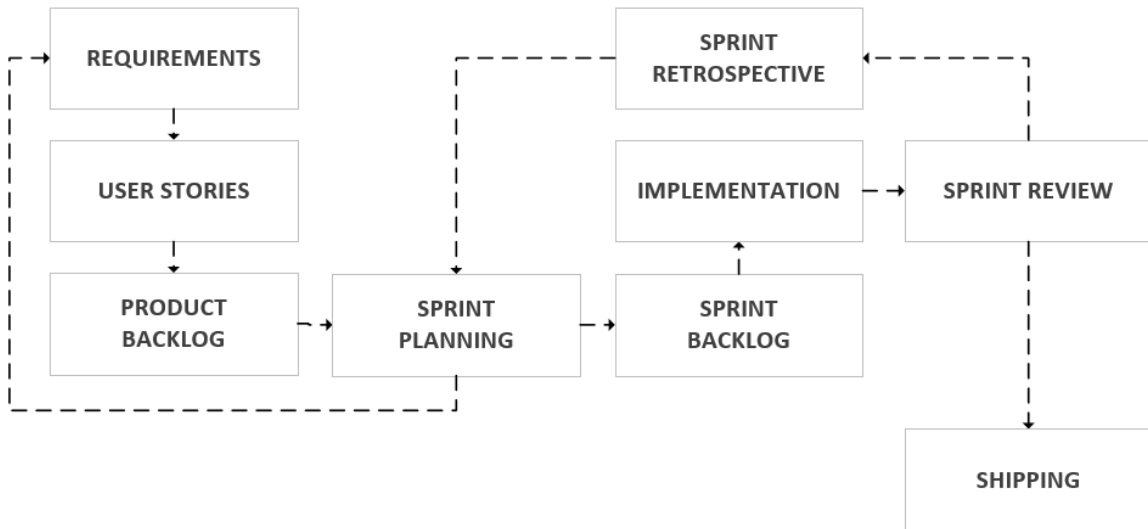 REQUIREMENTS
SPRINT
RETROSPECTIVE
USER STORIES
IMPLEMENTATION
SPRINT REVIEW
PRODUCT
BACKLOG
SPRINT
PLANNING
SPRINT
BACKLOG
SHIPPING